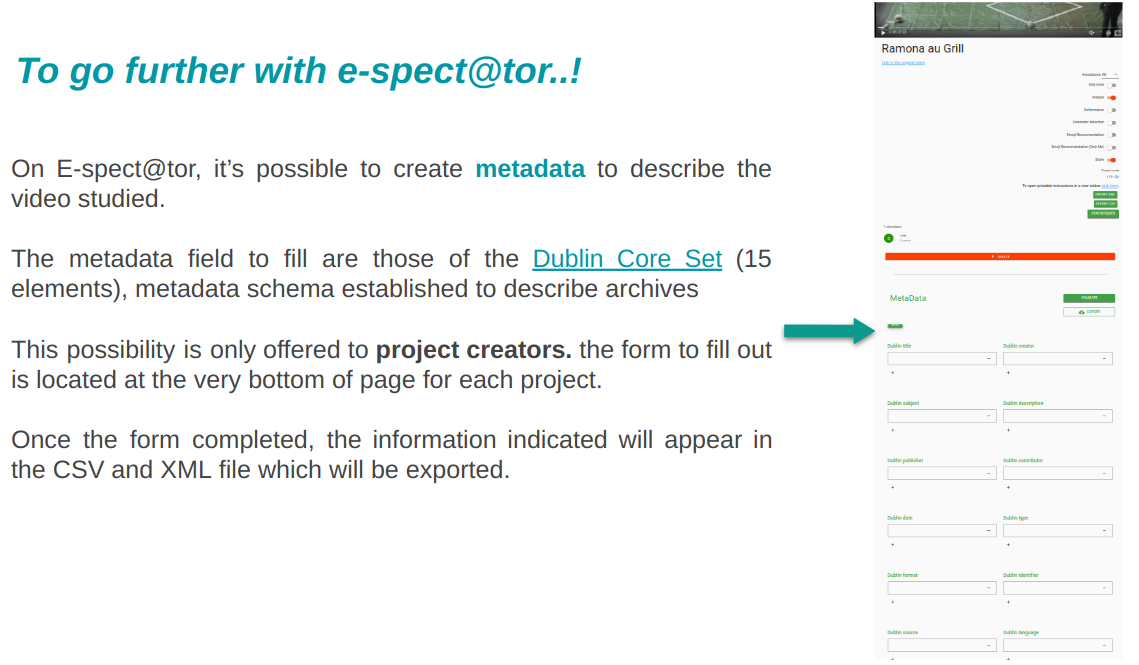 To go further with e-spect@tor..!
On E-spect@tor, it’s possible to create metadata to describe the
video studied.
The metadata field to fill are those of the Dublin Core Set (15
elements), metadata schema established to describe archives
This possibility is only offered to project creators. the form to fill out
is located at the very bottom of page for each project.
Once the form completed, the information indicated will appear in
the CSV and XML file which will be exported.
Ramona au Grill
Link to the original video
Performance
Automatic detection
Emoji Recommendation
Emoji Recommendation (Only Me)
Share
To open printable instructions in a new window click here
EXPORT XML
EXPORT CSV
STATISTIQUES
MetaData
VALIDATE
EXPORT
Dublin title
Dublin creator
Dublin subject
Dublin description
Dublin publisher
Dublin contributor
Dublin date
Dublin type
Dublin format
Dublin identifier
Dublin source
Dublin language